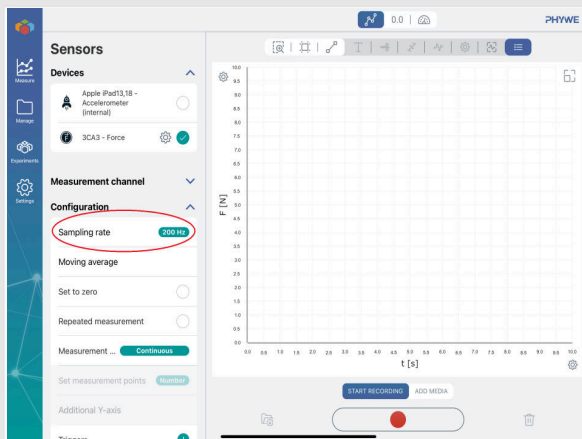 0.0
PHYWE
Measure
Manage
Experiments
Settings
Sensors
Devices
Apple iPad13,18 -
Accelerometer
(internal)
3CA3 - Force
Measurement channel
Configuration
Sampling rate 200 Hz
Moving average
Set to zero
Repeated measurement
Measurement ... Continuous
Set measurement points Number
Additional Y-axis
Triggers
T
10.0
9.5
9.0
8.5
8.0
7.5
7.0
6.5
6.0
5.5
5.0
4.5
4.0
3.5
3.0
2.5
2.0
1.5
1.0
0.5
0.0
F [N]
0.0 0.5 1.0 1.5 2.0 2.5 3.0 3.5 4.0 4.5 5.0 5.5 6.0 6.5 7.0 7.5 8.0 8.5 9.0 9.5 10.0
t [s]
START RECORDING ADD MEDIA